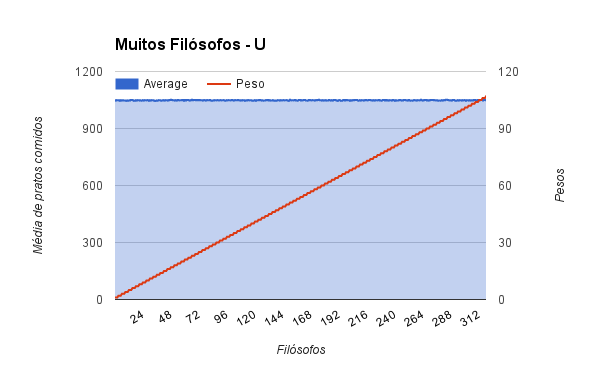 Muitos Filósofos - U
1200
900
600
300
0
Average
Peso
120
90
60
30
0
Média de pratos comidos
Pesos
24 48 72 96 120 144 168 192 216 240 264 288 312
Filósofos